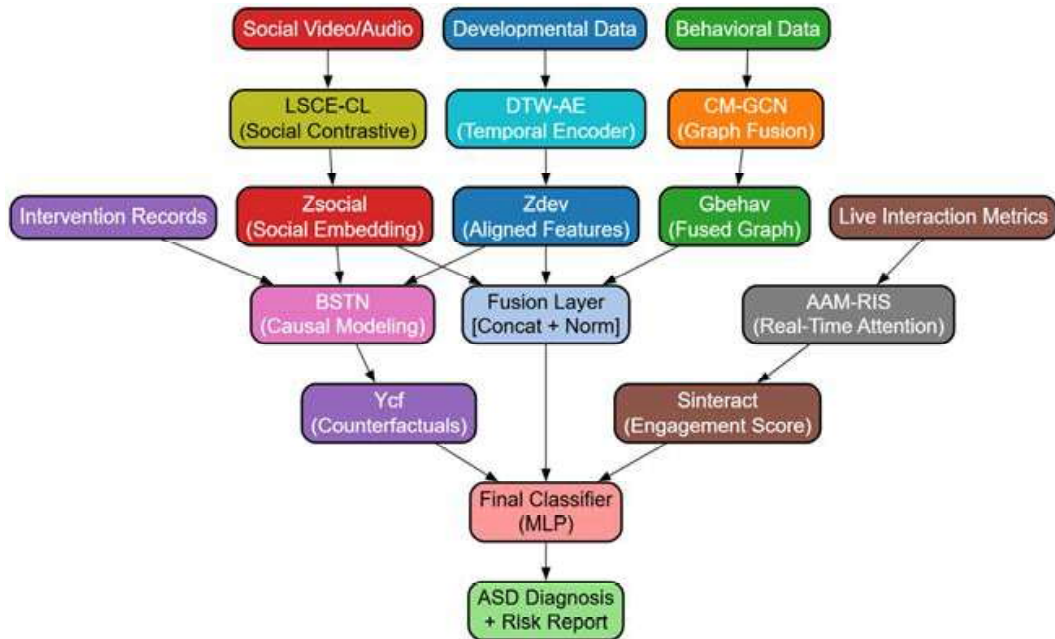 Social Video/Audio
Developmental Data
Behavioral Data
LSCE-CL
(Social Contrastive)
DTW-AE
(Temporal Encoder)
CM-GCN
(Graph Fusion)
Intervention Records
Zsocial
(Social Embedding)
Zdev
(Aligned Features)
Gbehav
(Fused Graph)
Live Interaction Metrics
BSTN
(Causal Modeling)
Fusion Layer
[Concat + Norm]
AAM-RIS
(Real-Time Attention)
Ycf
(Counterfactuals)
Sinteract
(Engagement Score)
Final Classifier
(MLP)
ASD Diagnosis
+ Risk Report